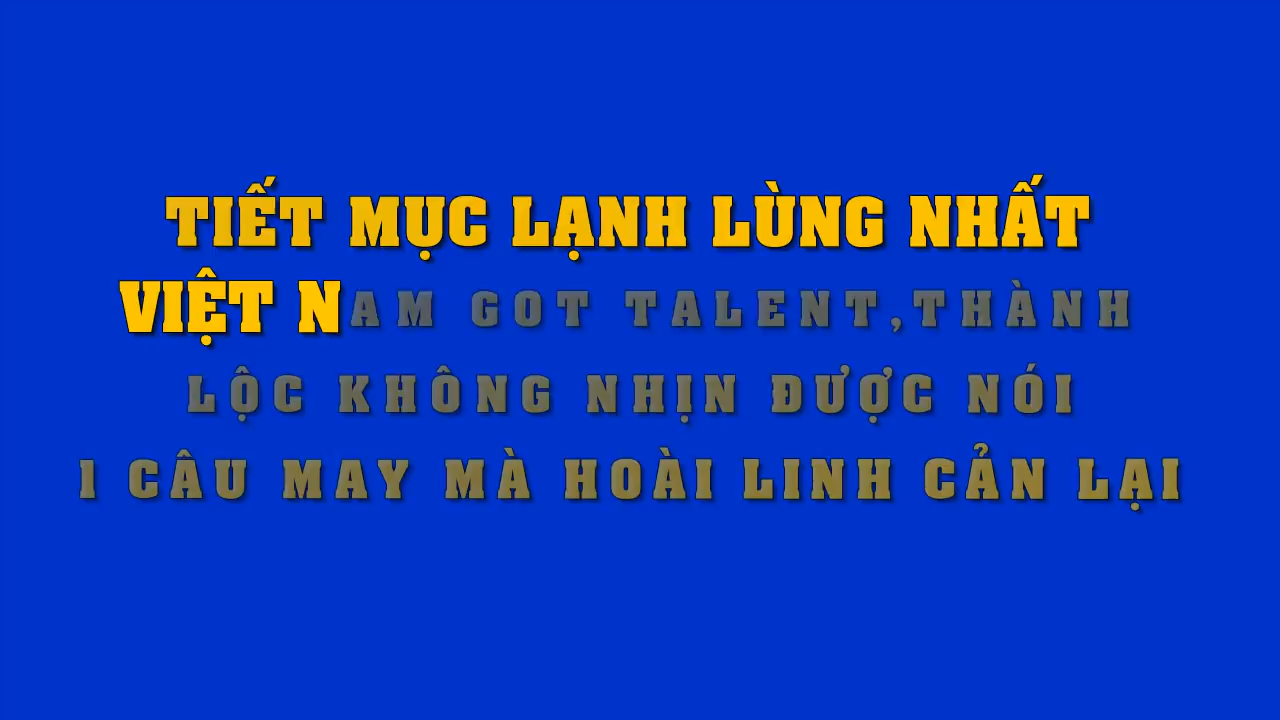 TIẾT MỤC LẠNH LÙNG NHẤT
VIỆT NAM GOT TALENT,THÀNH
LỘC KHÔNG NHỊN ĐƯỢC NÓI
1 CÂU MAY MÀ HOÀI LINH CẢN LẠI